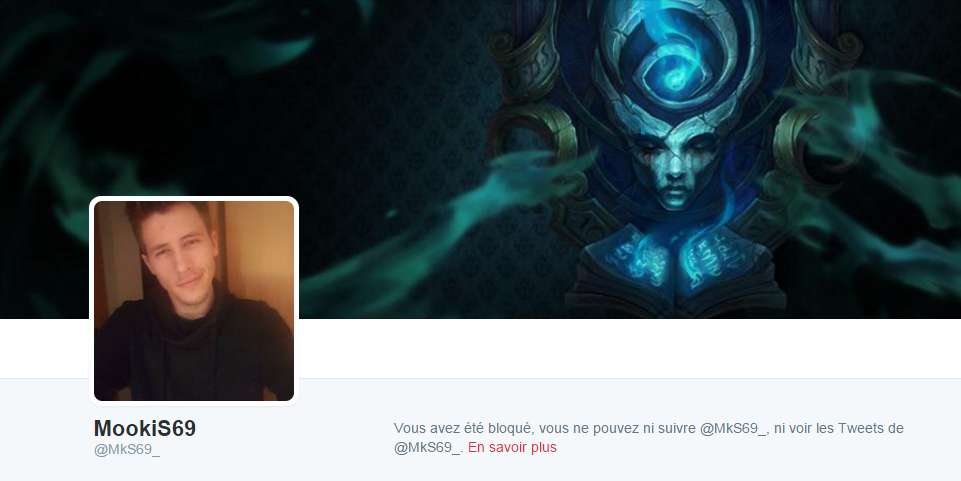 MookiS69
@MkS69_
Vous avez été bloqué, vous ne pouvez ni suivre @MkS69_, ni voir les Tweets de
@MkS69_. En savoir plus